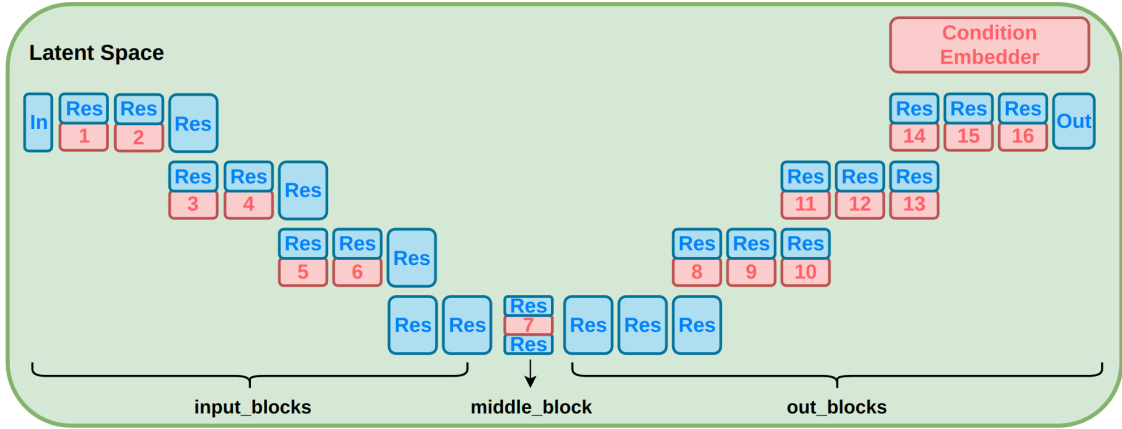 Condition
Embedder
Latent Space
In Res 1 Res 2 Res
Res 14 Res 15 Res 16 Out
Res 3 Res 4 Res
Res 11 Res 12 Res 13
Res 5 Res 6 Res
Res 8 Res 9 Res 10
Res Res Res 7 Res Res Res Res
input_blocks middle_block out_blocks